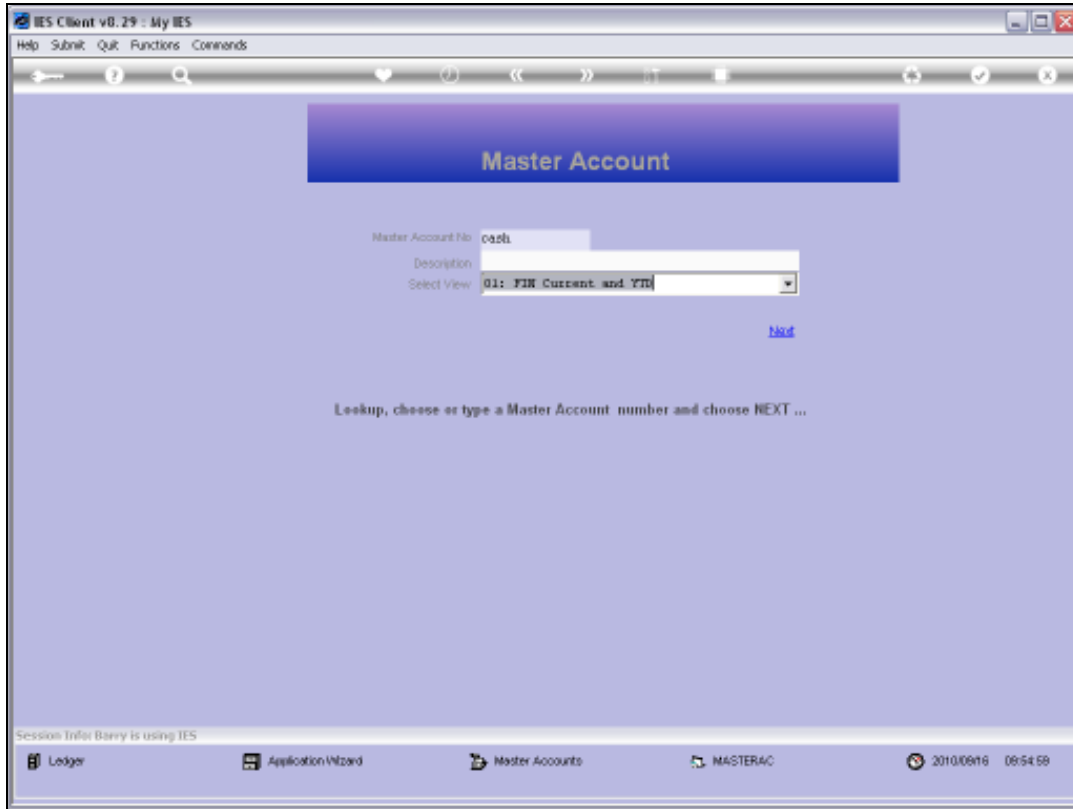 IES Client v8.29 : My IES
Help Submit Quit Functions Commands
Master Account
Master Account No cash
Description
Select View 01: FIN Current and YTD
Next
Lookup, choose or type a Master Account number and choose NEXT ...
Session Info: Barry is using IES
Ledger Application Wizard Master Accounts MASTERAC 2010/09/16 09:54:59